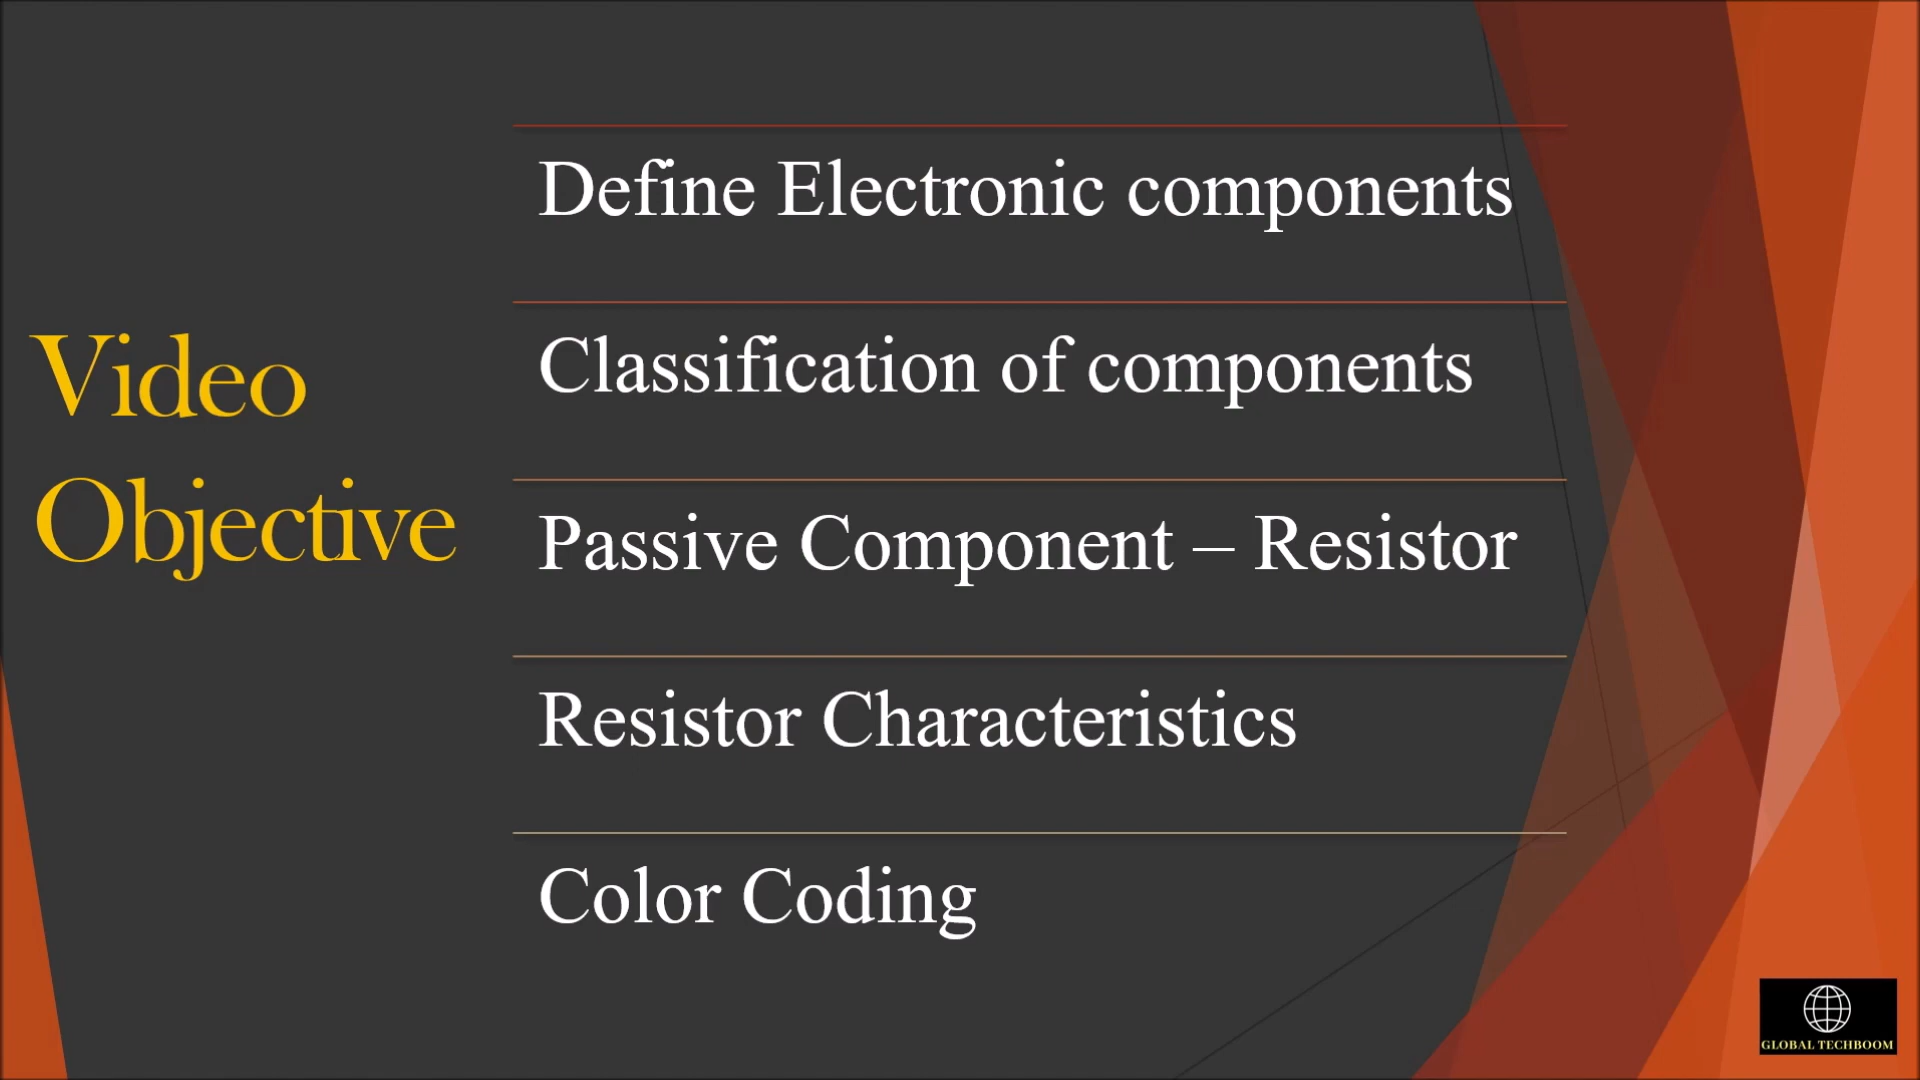 Video
Objective
Define Electronic components
Classification of components
Passive Component – Resistor
Resistor Characteristics
Color Coding
GLOBAL TECHBOOM